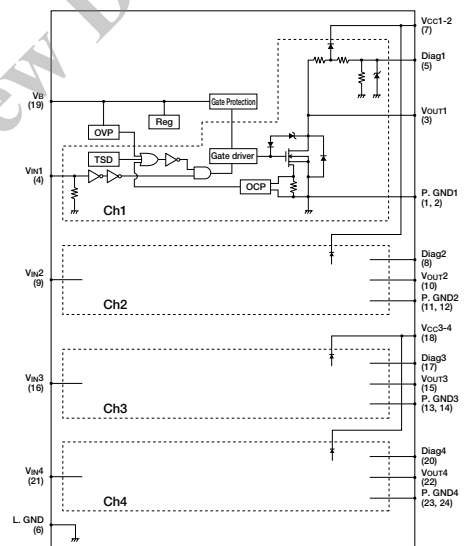 Vcc1-2
(7)
Diag1
(5)
VB
(19)
Gate Protection
Reg
OVP
VOUT1
(3)
TSD
Gate driver
VIN1
(4)
OCP
P. GND1
(1, 2)
Ch1
Diag2
(8)
VIN2
(9)
VOUT2
(10)
P. GND2
(11, 12)
Ch2
Vcc3-4
(18)
Diag3
(17)
VIN3
(16)
VOUT3
(15)
P. GND3
(13, 14)
Ch3
Diag4
(20)
VIN4
(21)
VOUT4
(22)
P. GND4
(23, 24)
Ch4
L. GND
(6)
ew D